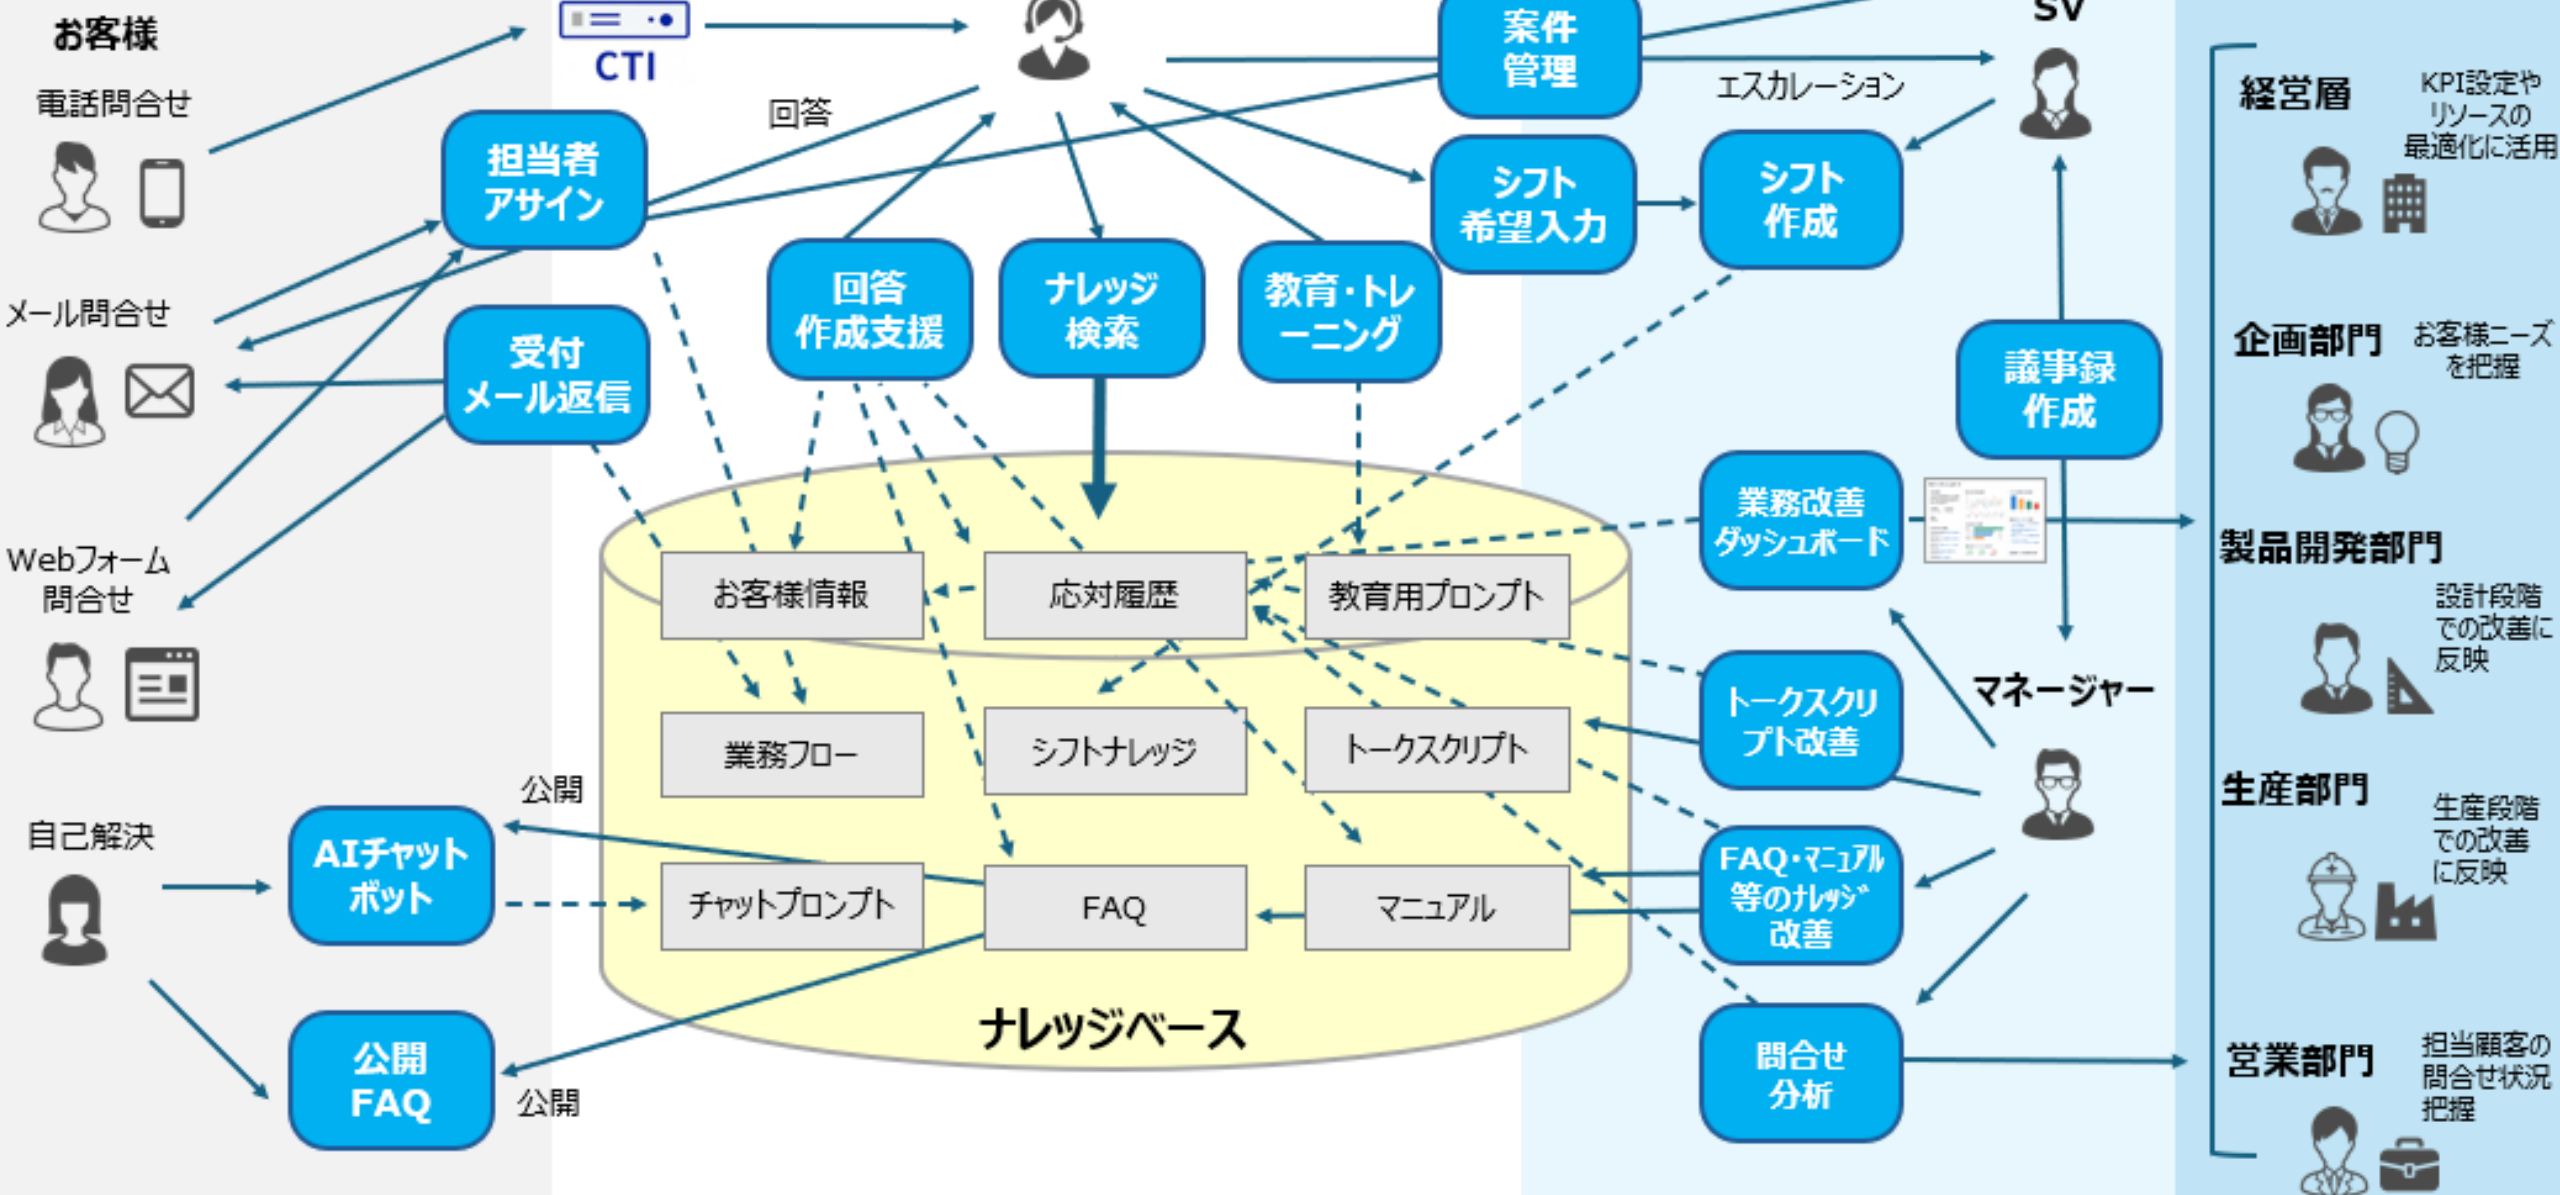 お客様
電話問合せ
メール問合せ
Webフォーム
問合せ
自己解決
CTI
担当者
アサイン
受付
メール返信
AIチャット
ボット
公開
FAQ
公開
公開
回答
回答
作成支援
ナレッジ
検索
教育・トレ
ーニング
案件
管理
シフト
希望入力
エスカレーション
SV
シフト
作成
議事録
作成
業務改善
ダッシュボード
マネージャー
トークスクリ
プト改善
FAQ・マニュアル
等のナレッジ
改善
問合せ
分析
お客様情報
応対履歴
教育用プロンプト
業務フロー
シフトナレッジ
トークスクリプト
チャットプロンプト
FAQ
マニュアル
ナレッジベース
経営層
KPI設定や
リソースの
最適化に活用
企画部門
お客様ニーズ
を把握
製品開発部門
設計段階
での改善に
反映
生産部門
生産段階
での改善
に反映
営業部門
担当顧客の
問合せ状況
把握